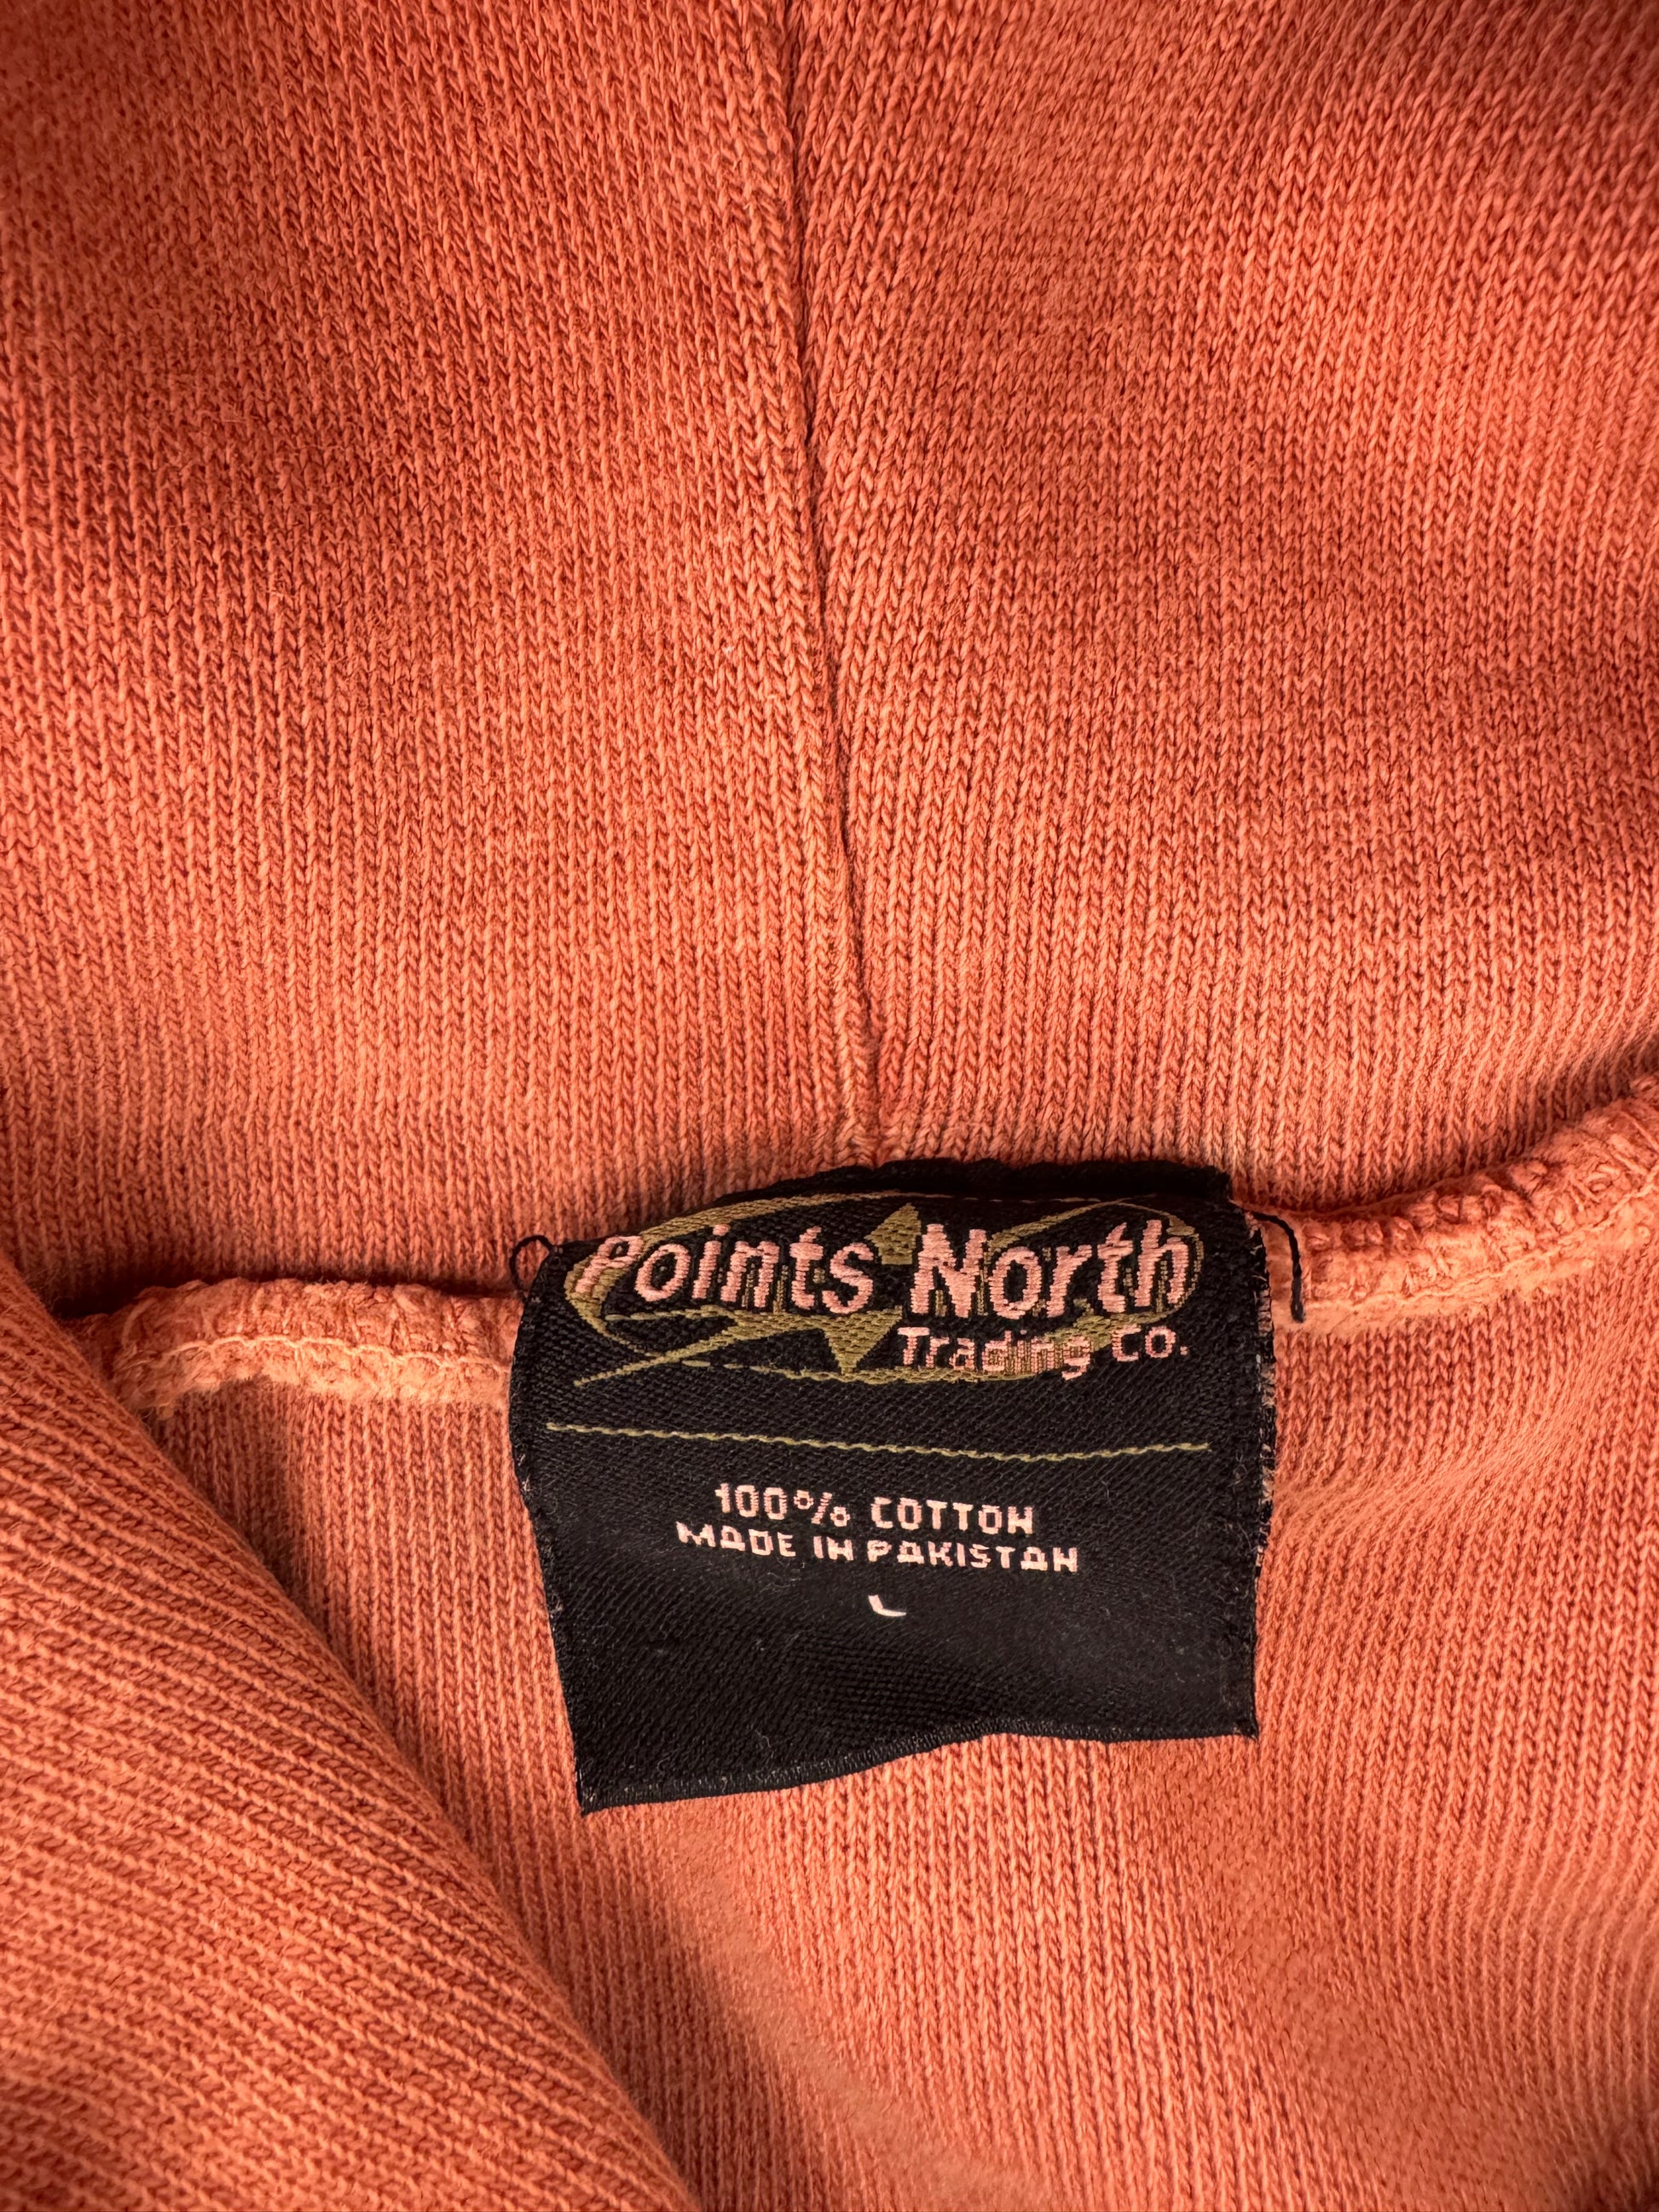 Points North
Trading Co.
100% COTTON
MADE IN PAKISTAN
L